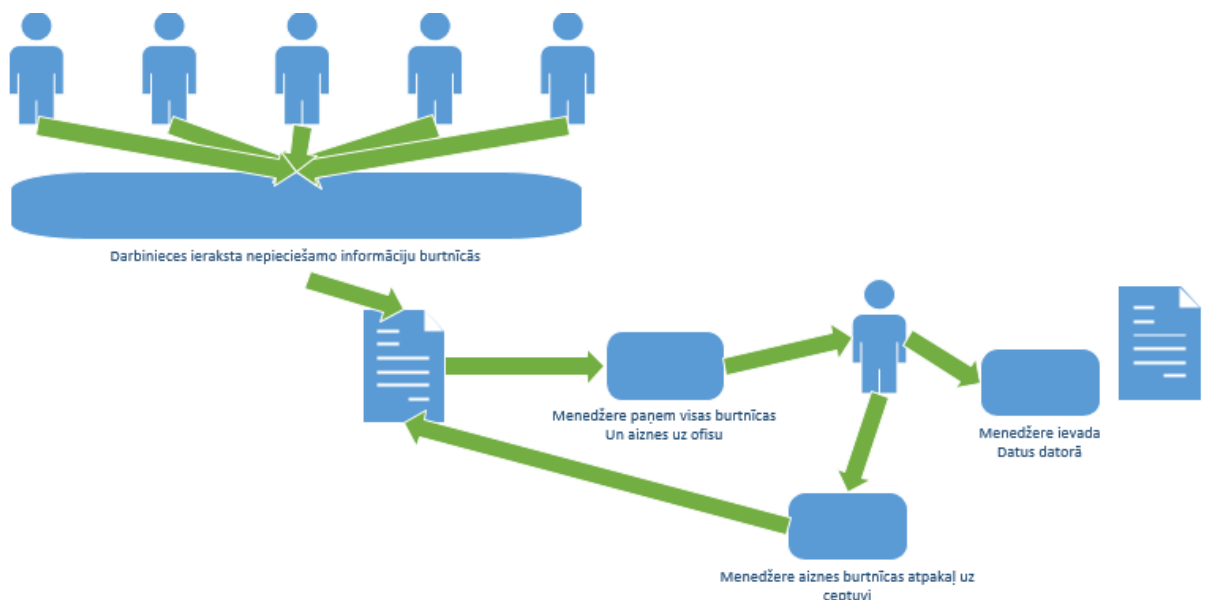 Darbinieces ieraksta nepieciešamo informāciju burtnīcās
Menedžere paņem visas burtnīcas
Un aiznes uz ofisu
Menedžere ievada
Datus datorā
Menedžere aiznes burtnīcas atpakaļ uz
ceptuvi